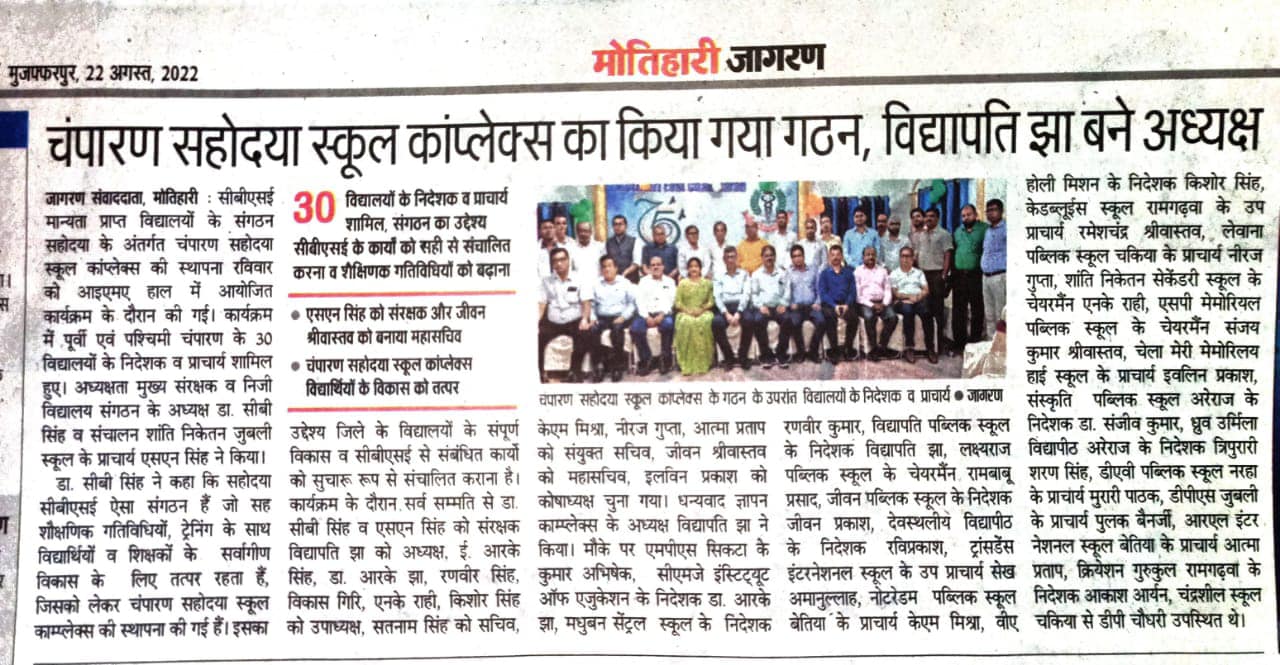 मुजफ्फरपुर, 22 अगस्त, 2022
मोतिहारी जागरण
चंपारण सहोदया स्कूल कांप्लेक्स का किया गया गठन, विद्यापति झा बने अध्यक्ष
जागरण संवाददाता, मोतिहारी : सीबीएसई
मान्यता प्राप्त विद्यालयों के संगठन
सहोदया के अंतर्गत चंपारण सहोदया
स्कूल कांप्लेक्स की स्थापना रविवार
को आइएमए हाल में आयोजित
कार्यक्रम के दौरान की गई। कार्यक्रम
में पूर्वी एवं पश्चिमी चंपारण के 30
विद्यालयों के निदेशक व प्राचार्य शामिल
हुए। अध्यक्षता मुख्य संरक्षक व निजी
विद्यालय संगठन के अध्यक्ष डा. सीबी
सिंह व संचालन शांति निकेतन जुबली
स्कूल के प्राचार्य एसएन सिंह ने किया।
डा. सीबी सिंह ने कहा कि सहोदया
सीबीएसई ऐसा संगठन हैं जो सह
शौक्षणिक गतिविधियों, ट्रेनिंग के साथ
विद्यार्थियों व शिक्षकों के सर्वागीण
विकास के लिए तत्पर रहता हैं,
जिसको लेकर चंपारण सहोदया स्कूल
काम्प्लेक्स की स्थापना की गई हैं। इसका
30 विद्यालयों के निदेशक व प्राचार्य
शामिल, संगठन का उद्देश्य
सीबीएसई के कार्यो को सही से संचालित
करना व शैक्षिणक गतिविधियों को बढ़ाना
● एसएन सिंह को संरक्षक और जीवन
श्रीवास्तव को बनाया महासचिव
● चंपारण सहोदया स्कूल कांप्लेक्स
विद्यार्थियों के विकास को तत्पर
उद्देश्य जिले के विद्यालयों के संपूर्ण
विकास व सीबीएसई से संबंधित कार्यो
को सुचारू रूप से संचालित कराना है।
कार्यक्रम के दौरान सर्व सम्मति से डा.
सीबी सिंह व एसएन सिंह को संरक्षक
विद्यापति झा को अध्यक्ष, ई. आरके
सिंह, डा. आरके झा, रणवीर सिंह,
विकास गिरि, एनके राही, किशोर सिंह
को उपाध्यक्ष, सतनाम सिंह को सचिव,
75
चंपारण सहोदया स्कूल कांप्लेक्स के गठन के उपरांत विद्यालयों के निदेशक व प्राचार्य ● जागरण
केएम मिश्रा, नीरज गुप्ता, आत्मा प्रताप
को संयुक्त सचिव, जीवन श्रीवास्तव
को महासचिव, इलविन प्रकाश को
कोषाध्यक्ष चुना गया। धन्यवाद ज्ञापन
काम्प्लेक्स के अध्यक्ष विद्यापति झा ने
किया। मौके पर एमपीएस सिकटा के
कुमार अभिषेक, सीएमजे इंस्टिट्यूट
ऑफ एजुकेशन के निदेशक डा. आरके
झा, मधुबन सेंट्रल स्कूल के निदेशक
रणवीर कुमार, विद्यापति पब्लिक स्कूल
के निदेशक विद्यापति झा, लक्ष्यराज
पब्लिक स्कूल के चेयरमैंन, रामबाबू
प्रसाद, जीवन पब्लिक स्कूल के निदेशक
जीवन प्रकाश, देवस्थलीय विद्यापीठ
के निदेशक रविप्रकाश, ट्रांसडेंस
इंटरनेशनल स्कूल के उप प्राचार्य सेख
अमानुल्लाह, नोटरेडम पब्लिक स्कूल
बेतिया के प्राचार्य केएम मिश्रा, वीए
होली मिशन के निदेशक किशोर सिंह,
केडब्लूईस स्कूल रामगढ़वा के उप
प्राचार्य रमेशचंद्र श्रीवास्तव, लेवाना
पब्लिक स्कूल चकिया के प्राचार्य नीरज
गुप्ता, शांति निकेतन सेकेंडरी स्कूल के
चेयरमैंन एनके राही, एसपी मेमोरियल
पब्लिक स्कूल के चेयरमैंन संजय
कुमार श्रीवास्तव, चेला मेरी मेमोरिलय
हाई स्कूल के प्राचार्य इवलिन प्रकाश,
संस्कृति पब्लिक स्कूल अरेराज के
निदेशक डा. संजीव कुमार, ध्रुव उर्मिला
विद्यापीठ अरेराज के निदेशक त्रिपुरारी
शरण सिंह, डीएवी पब्लिक स्कूल नरहा
के प्राचार्य मुरारी पाठक, डीपीएस जुबली
के प्राचार्य पुलक बैनर्जी, आरएल इंटर
नेशनल स्कूल बेतिया के प्राचार्य आत्मा
प्रताप, क्रियेशन गुरुकुल रामगढ़वा के
निदेशक आकाश आर्यन, चंद्रशील स्कूल
चकिया से डीपी चौधरी उपस्थित थे।